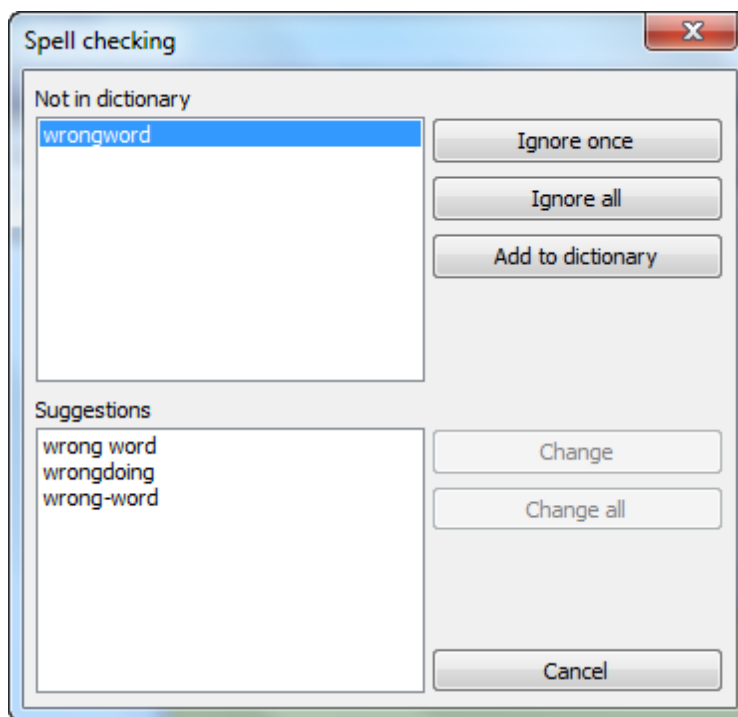 Spell checking
Not in dictionary
wrongword
Ignore once
Ignore all
Add to dictionary
Suggestions
wrong word
wrongdoing
wrong-word
Change
Change all
Cancel